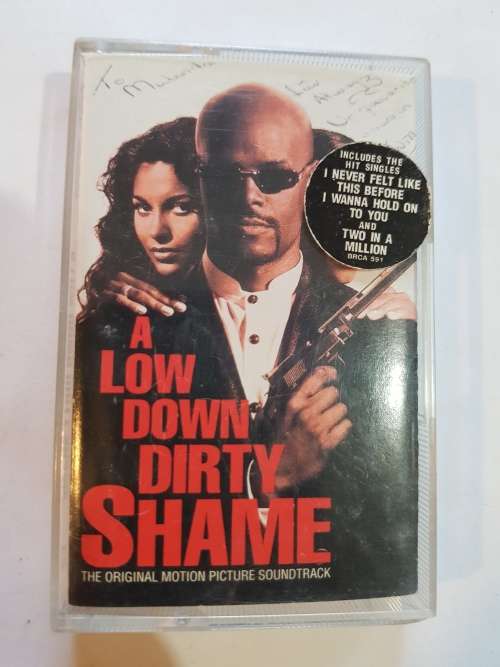 To
INCLUDES THE
HIT SINGLES
I NEVER FELT LIKE
THIS BEFORE
I WANNA HOLD ON
TO YOU
AND
TWO IN A
MILLION
BRCA 591
A
LOW
DOWN
DIRTY
SHAME
THE ORIGINAL MOTION PICTURE SOUNDTRACK